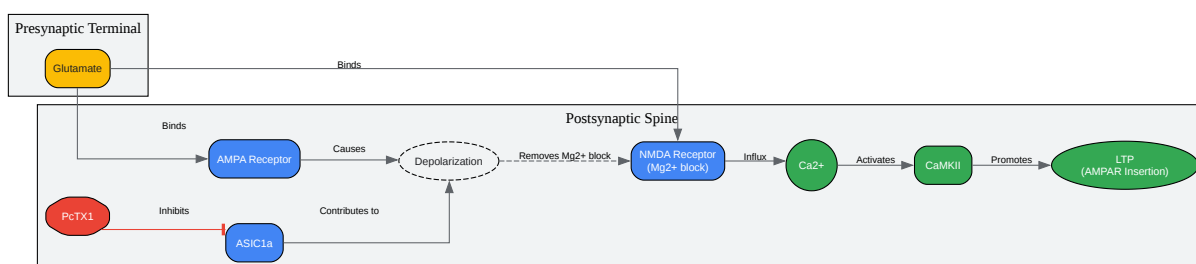 Presynaptic Terminal
Glutamate
Binds
Postsynaptic Spine
Binds
AMPA Receptor
Causes
Depolarization
Removes Mg2+ block
NMDA Receptor
(Mg2+ block)
Influx
Ca2+
Activates
CaMKII
Promotes
LTP
(AMPAR Insertion)
PcTX1
Inhibits
ASIC1a
Contributes to